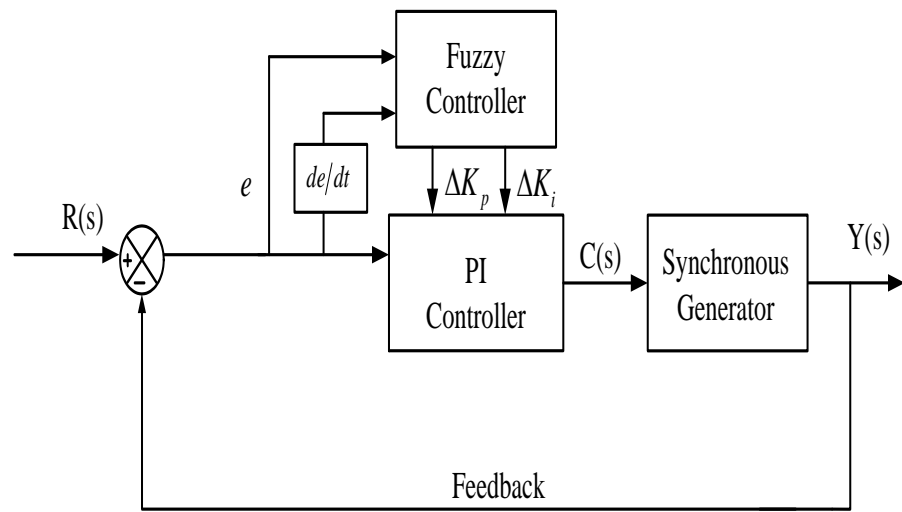 Fuzzy
Controller
e
de/dt
ΔK_p
ΔK_i
R(s)
+
-
PI
Controller
C(s)
Synchronous
Generator
Y(s)
Feedback